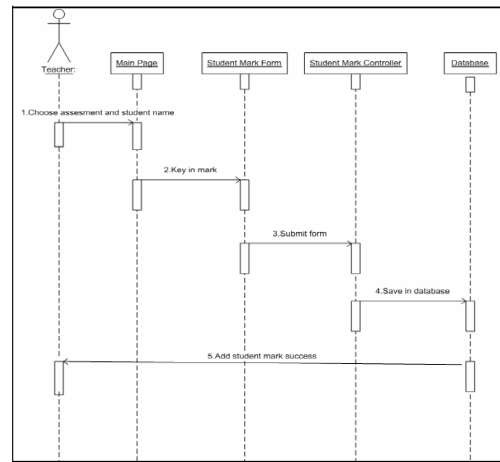 Teacher:
Main Page
Student Mark Form
Student Mark Controller
Database
1.Choose assesment and student name
2.Key in mark
3.Submit form
4.Save in database
5.Add student mark success